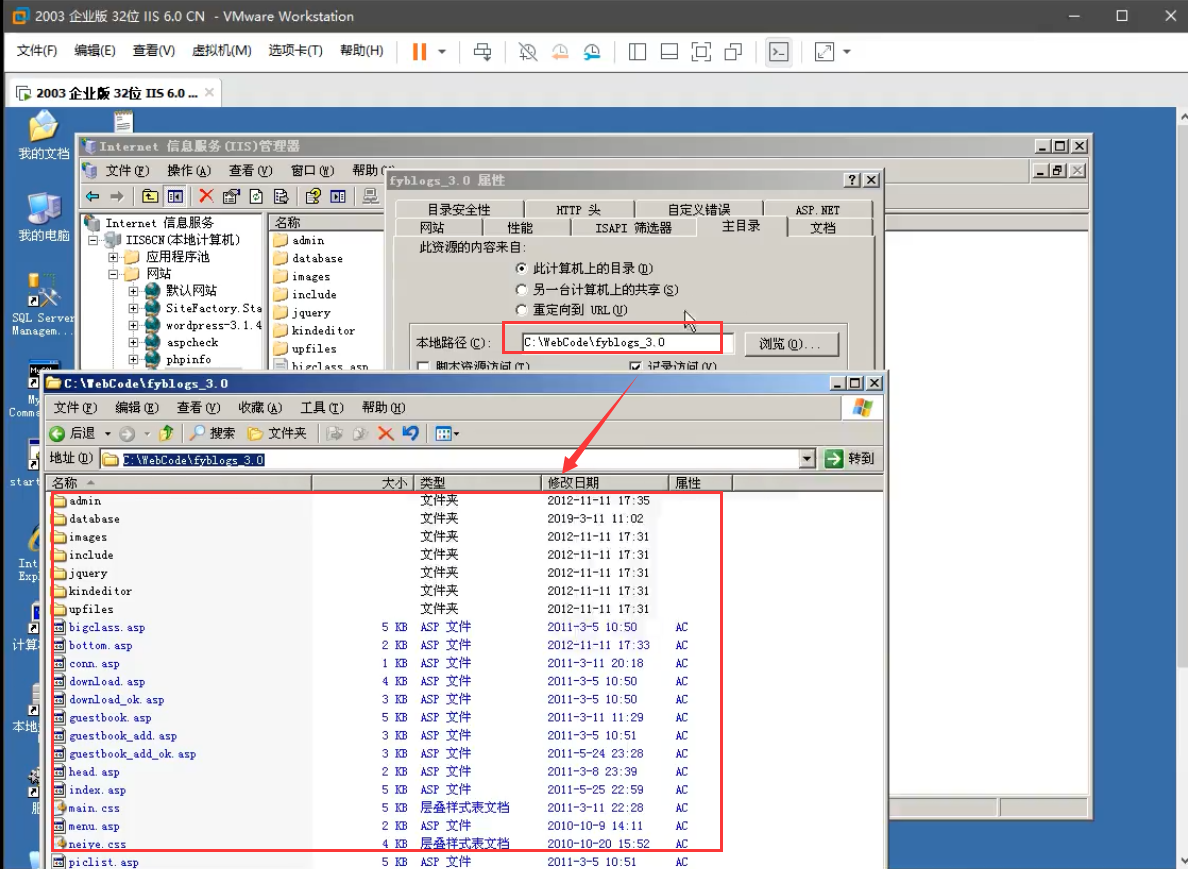 2003 企业版 32位 IIS 6.0 CN - VMware Workstation
文件(F) 编辑(E) 查看(V) 虚拟机(M) 选项卡(T) 帮助(H)
2003 企业版 32位 IIS 6.0 ...
我的文档
我的电脑
SQL Server
Managem...
My
Comma
start
Int
Exp
计算
本地
Internet 信息服务(IIS)管理器
文件(F) 操作(A) 查看(V) 窗口(W) 帮助(
Internet 信息服务
IIS6CN(本地计算机)
应用程序池
网站
默认网站
SiteFactory.Sta
wordpress-3.1.4
aspcheck
phpinfo
名称
admin
database
images
include
jquery
kindeditor
upfiles
bigclass.asp
fyblogs_3.0 属性
目录安全性 HTTP 头 自定义错误 ASP.NET
网站 性能 ISAPI 筛选器 主目录 文档
此资源的内容来自:
此计算机上的目录(D)
另一台计算机上的共享(S)
重定向到 URL(U)
本地路径(C): C:\WebCode\fyblogs_3.0 浏览(O)...
脚本资源访问(T) 记录访问(V)
C:\WebCode\fyblogs_3.0
文件(F) 编辑(E) 查看(V) 收藏(A) 工具(T) 帮助(H)
后退 搜索 文件夹
地址(D) C:\WebCode\fyblogs_3.0 转到
名称 大小 类型 修改日期 属性
admin 文件夹 2012-11-11 17:35
database 文件夹 2019-3-11 11:02
images 文件夹 2012-11-11 17:31
include 文件夹 2012-11-11 17:31
jquery 文件夹 2012-11-11 17:31
kindeditor 文件夹 2012-11-11 17:31
upfiles 文件夹 2012-11-11 17:31
bigclass.asp 5 KB ASP 文件 2011-3-5 10:50 AC
bottom.asp 2 KB ASP 文件 2012-11-11 17:33 AC
conn.asp 1 KB ASP 文件 2011-3-11 20:18 AC
download.asp 4 KB ASP 文件 2011-3-5 10:50 AC
download_ok.asp 3 KB ASP 文件 2011-3-5 10:50 AC
guestbook.asp 5 KB ASP 文件 2011-3-11 11:29 AC
guestbook_add.asp 3 KB ASP 文件 2011-3-5 10:51 AC
guestbook_add_ok.asp 3 KB ASP 文件 2011-5-24 23:28 AC
head.asp 2 KB ASP 文件 2011-3-8 23:39 AC
index.asp 5 KB ASP 文件 2011-5-25 22:59 AC
main.css 5 KB 层叠样式表文档 2011-3-11 22:28 AC
menu.asp 2 KB ASP 文件 2010-10-9 14:11 AC
neiye.css 4 KB 层叠样式表文档 2010-10-20 15:52 AC
piclist.asp 5 KB ASP 文件 2011-3-5 10:51 AC